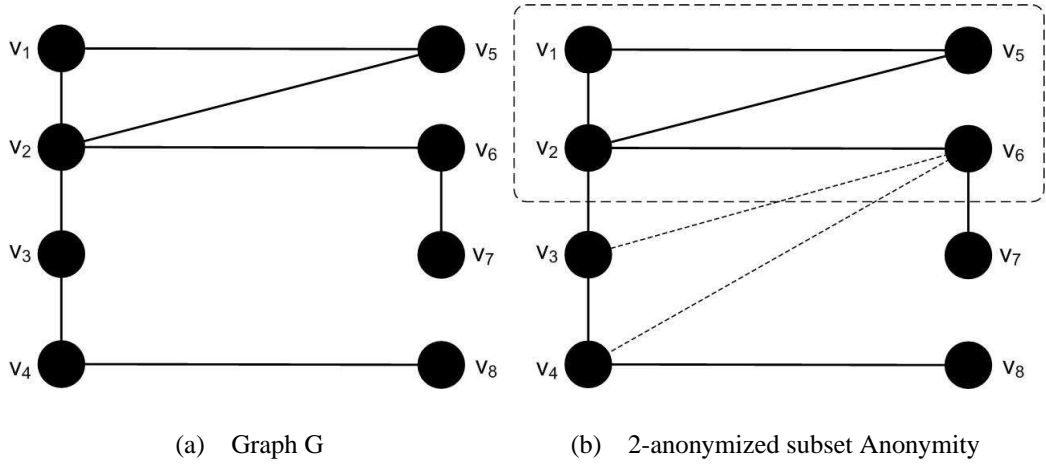 v1 v5 v1 v5
v2 v6 v2 v6
v3 v7 v3 v7
v4 v8 v4 v8
(a) Graph G (b) 2-anonymized subset Anonymity